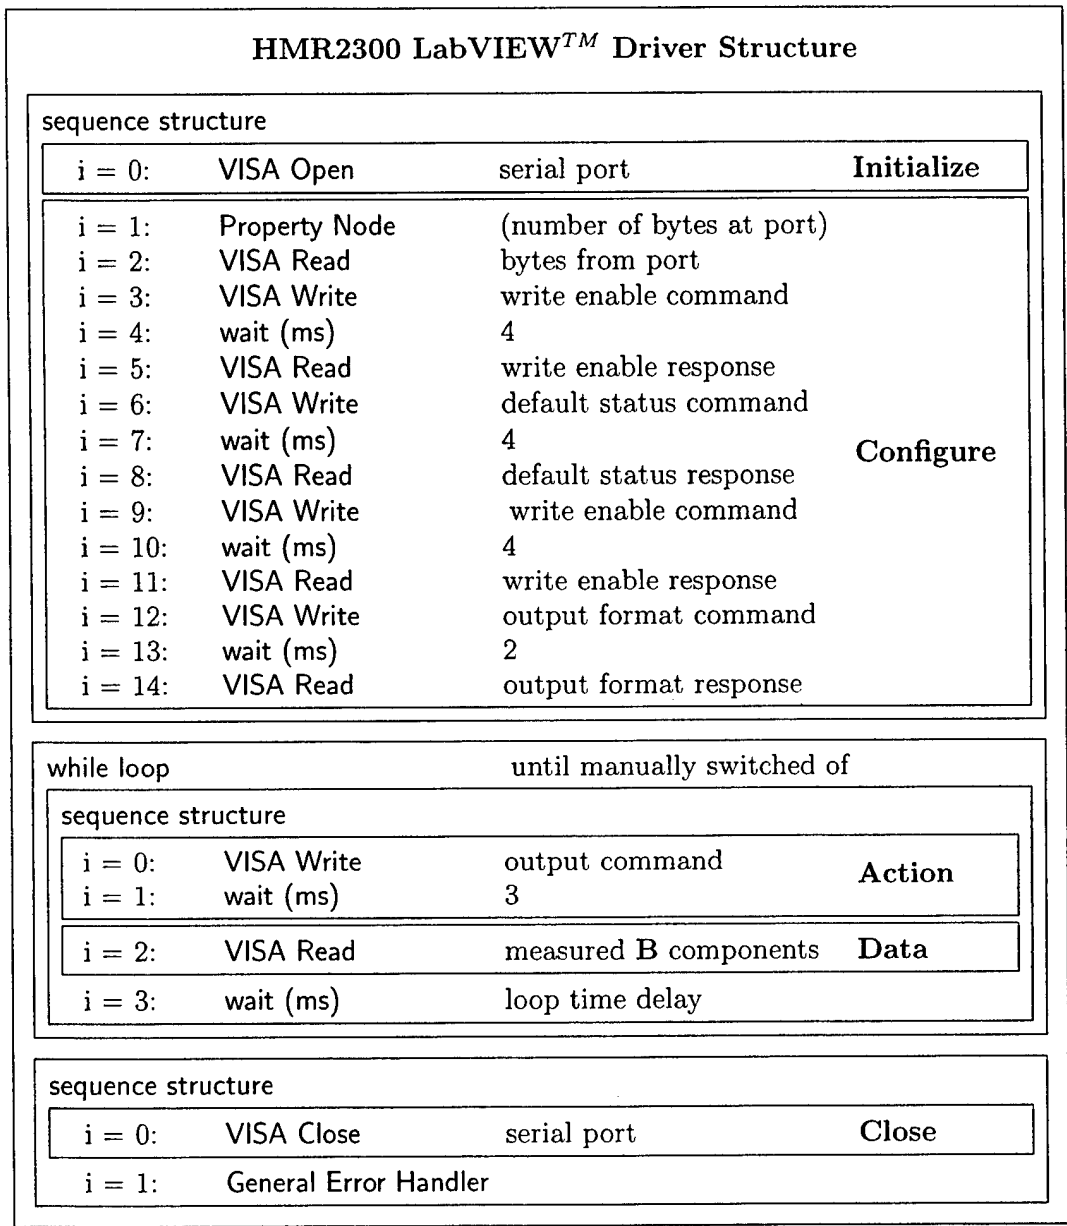 HMR2300 LabVIEW™ Driver Structure
sequence structure
i = 0: VISA Open serial port Initialize
i = 1: Property Node (number of bytes at port)
i = 2: VISA Read bytes from port
i = 3: VISA Write write enable command
i = 4: wait (ms) 4
i = 5: VISA Read write enable response
i = 6: VISA Write default status command
i = 7: wait (ms) 4
Configure
i = 8: VISA Read default status response
i = 9: VISA Write write enable command
i = 10: wait (ms) 4
i = 11: VISA Read write enable response
i = 12: VISA Write output format command
i = 13: wait (ms) 2
i = 14: VISA Read output format response
while loop until manually switched of
sequence structure
i = 0: VISA Write output command
Action
i = 1: wait (ms) 3
i = 2: VISA Read measured B components Data
i = 3: wait (ms) loop time delay
sequence structure
i = 0: VISA Close serial port Close
i = 1: General Error Handler